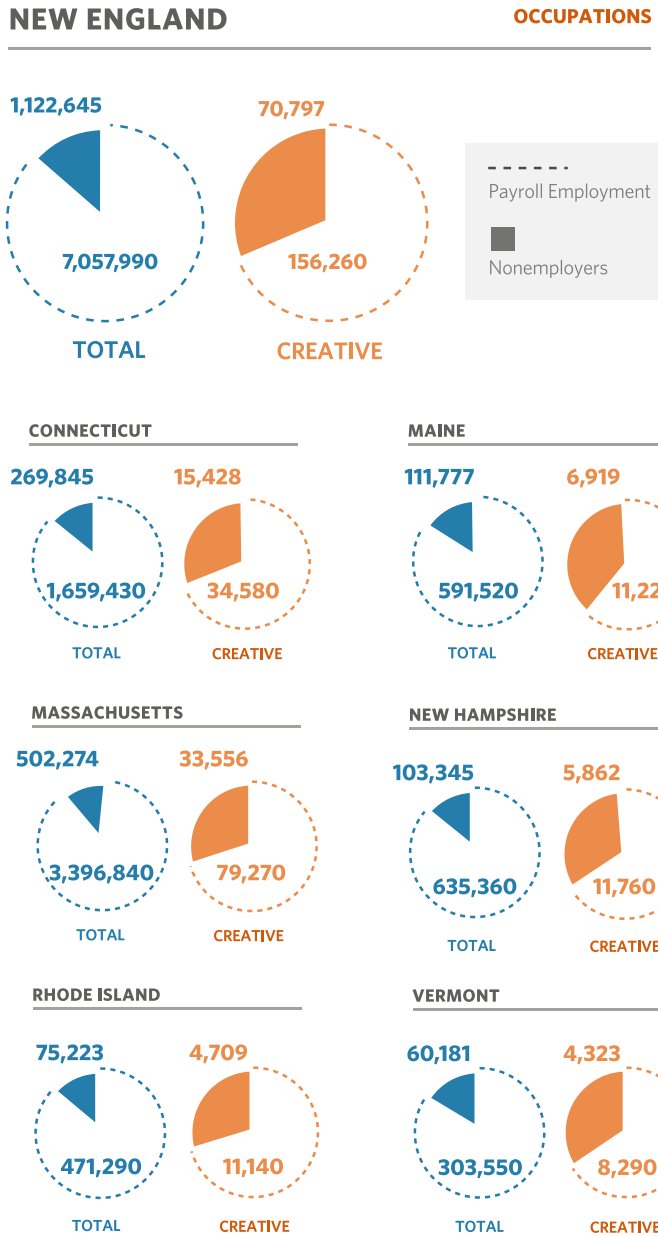 NEW ENGLAND OCCUPATIONS
1,122,645 70,797
Payroll Employment
7,057,990 156,260
Nonemployers
TOTAL CREATIVE
CONNECTICUT MAINE
269,845 15,428 111,777 6,919
1,659,430 34,580 591,520 11,22
TOTAL CREATIVE TOTAL CREATIVE
MASSACHUSETTS NEW HAMPSHIRE
502,274 33,556 103,345 5,862
3,396,840 79,270 635,360 11,760
TOTAL CREATIVE TOTAL CREATIVE
RHODE ISLAND VERMONT
75,223 4,709 60,181 4,323
471,290 11,140 303,550 8,290
TOTAL CREATIVE TOTAL CREATIVE